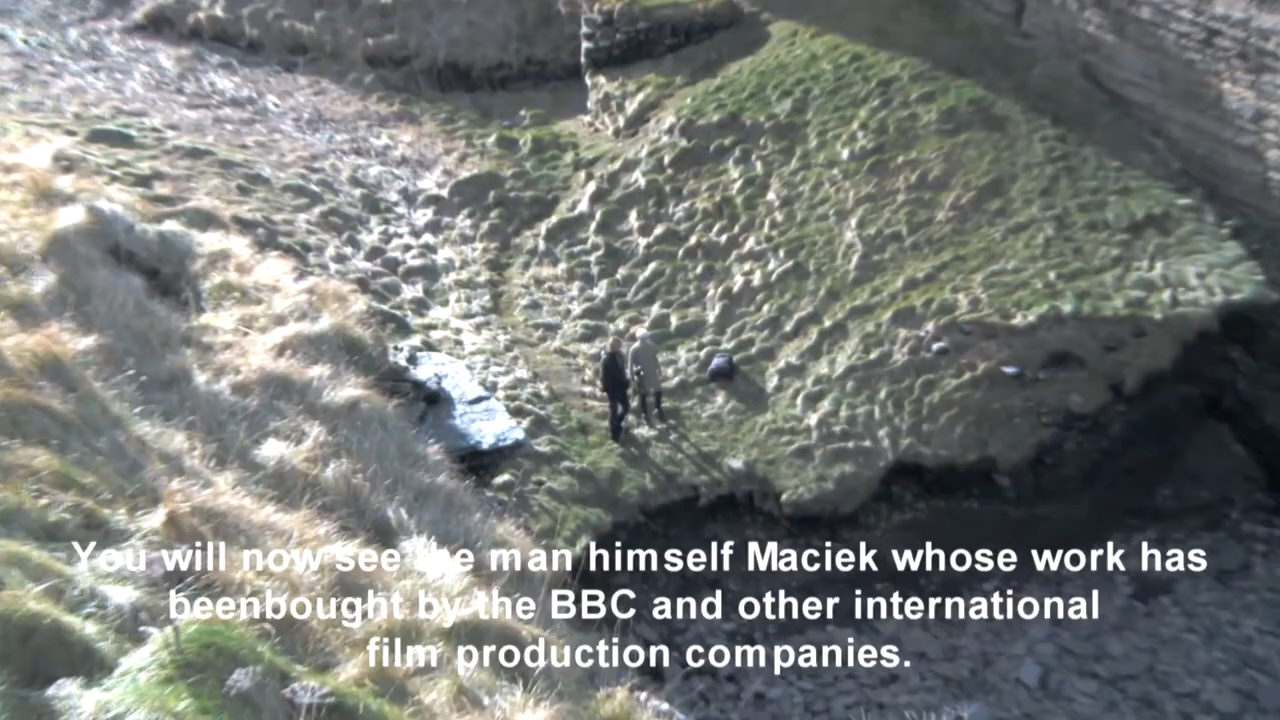 You will now see the man himself Maciek whose work has
beenbought by the BBC and other international
film production companies.